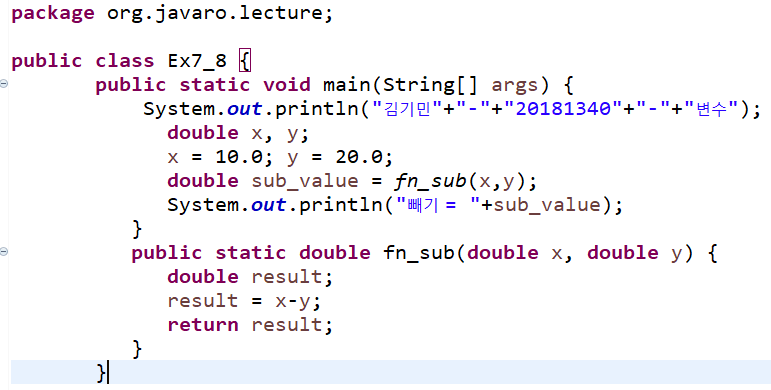 package org.javaro.lecture;
public class Ex7_8 {
public static void main(String[] args) {
System.out.println("김기민"+"-"+"20181340"+"-"+"변수");
double x, y;
x = 10.0; y = 20.0;
double sub_value = fn_sub(x,y);
System.out.println("빼기 = "+sub_value);
}
public static double fn_sub(double x, double y) {
double result;
result = x-y;
return result;
}
}